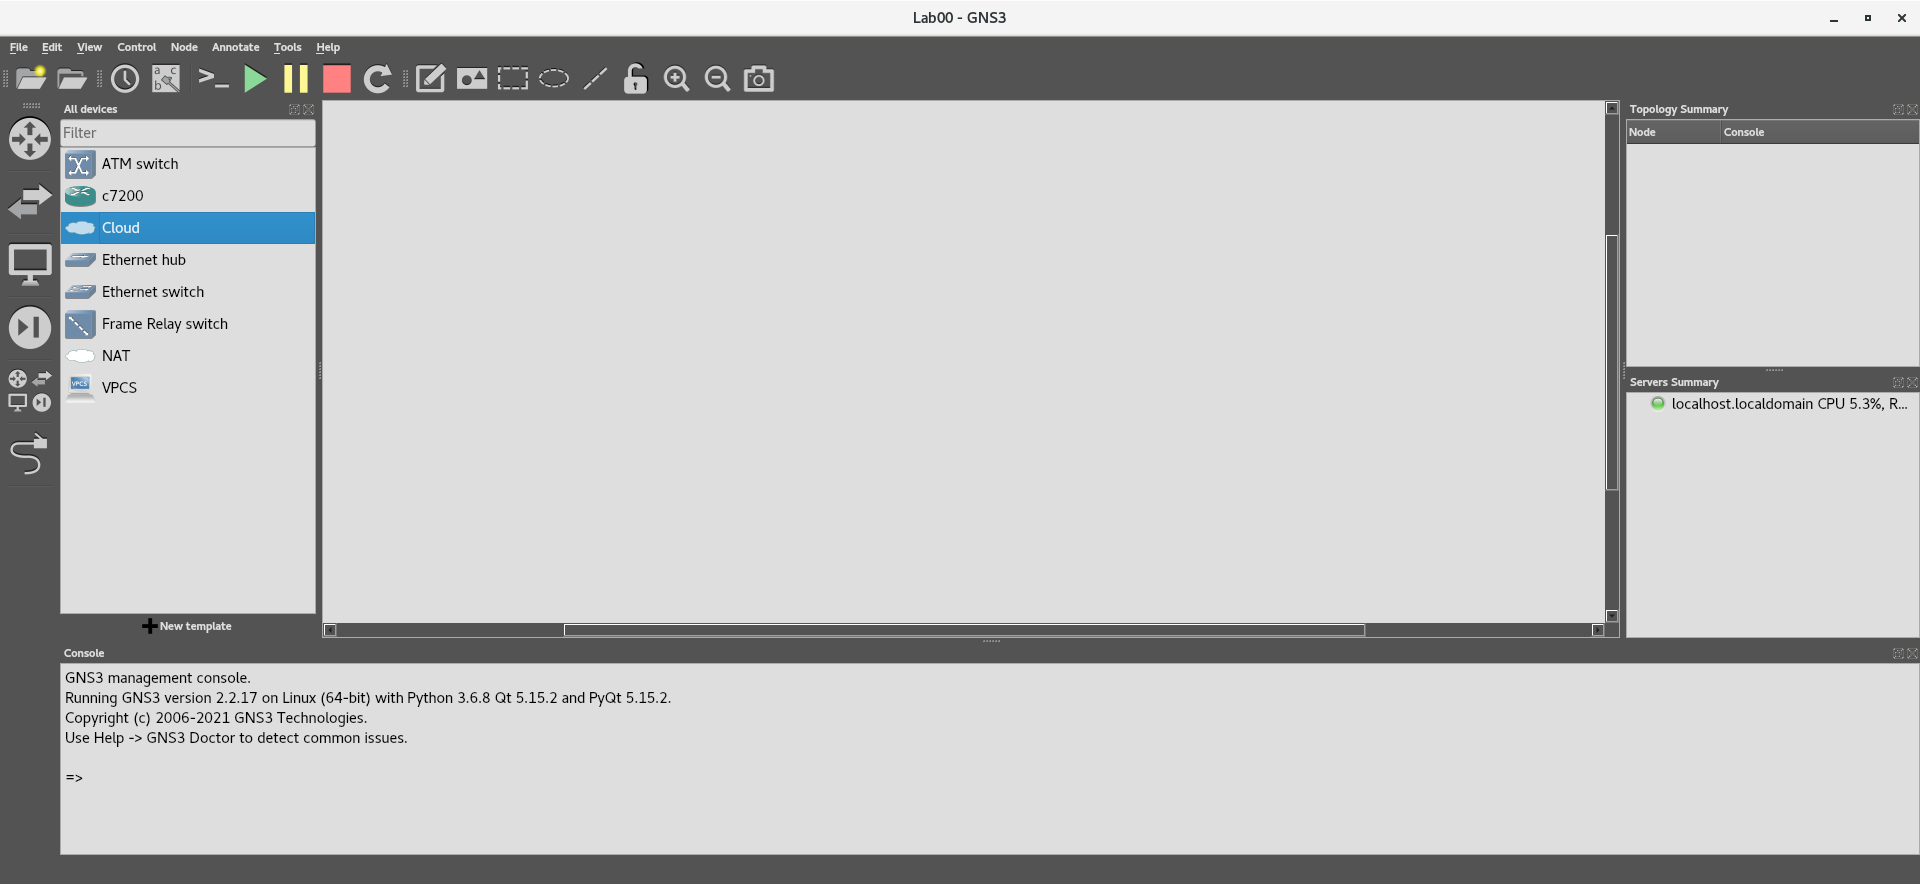 Lab00 - GNS3
File Edit View Control Node Annotate Tools Help
a c
b
>_
All devices
Filter
ATM switch
c7200
Cloud
Ethernet hub
Ethernet switch
Frame Relay switch
NAT
VPCS
VPCS
New template
Topology Summary
Node Console
Servers Summary
localhost.localdomain CPU 5.3%, R...
Console
GNS3 management console.
Running GNS3 version 2.2.17 on Linux (64-bit) with Python 3.6.8 Qt 5.15.2 and PyQt 5.15.2.
Copyright (c) 2006-2021 GNS3 Technologies.
Use Help -> GNS3 Doctor to detect common issues.
=>